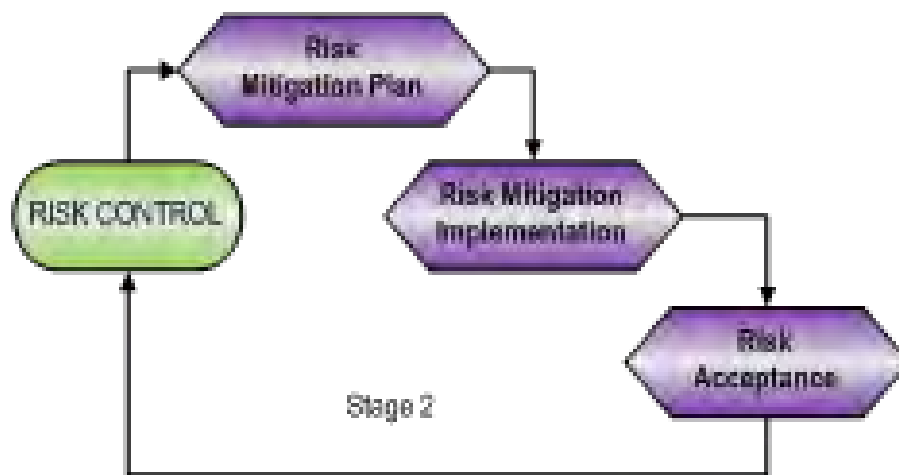 Risk
Mitigation Plan
RISK CONTROL
Risk Mitigation
Implementation
Risk
Acceptance
Stage 2